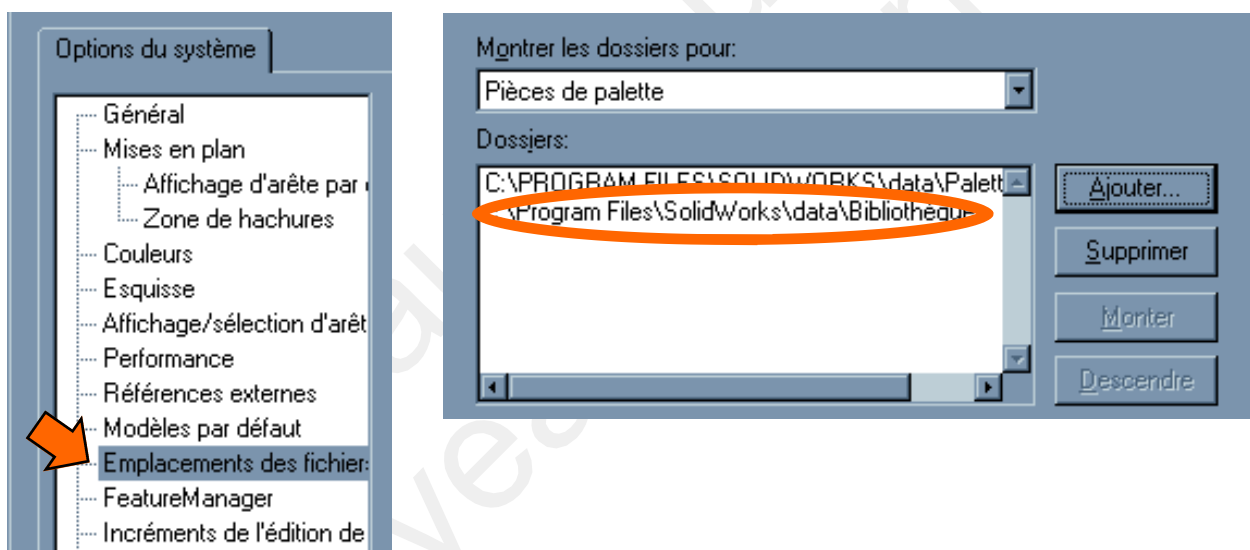 Options du système
Général
Mises en plan
Affichage d'arête par
Zone de hachures
Couleurs
Esquisse
Affichage/sélection d'arêt
Performance
Références externes
Modèles par défaut
Emplacements des fichier
FeatureManager
Incréments de l'édition de
Montrer les dossiers pour:
Pièces de palette
Dossiers:
C:\PROGRAM FILES\SOLIDWORKS\data\Palett
\Program Files\SolidWorks\data\Bibliothèque
Ajouter...
Supprimer
Monter
Descendre